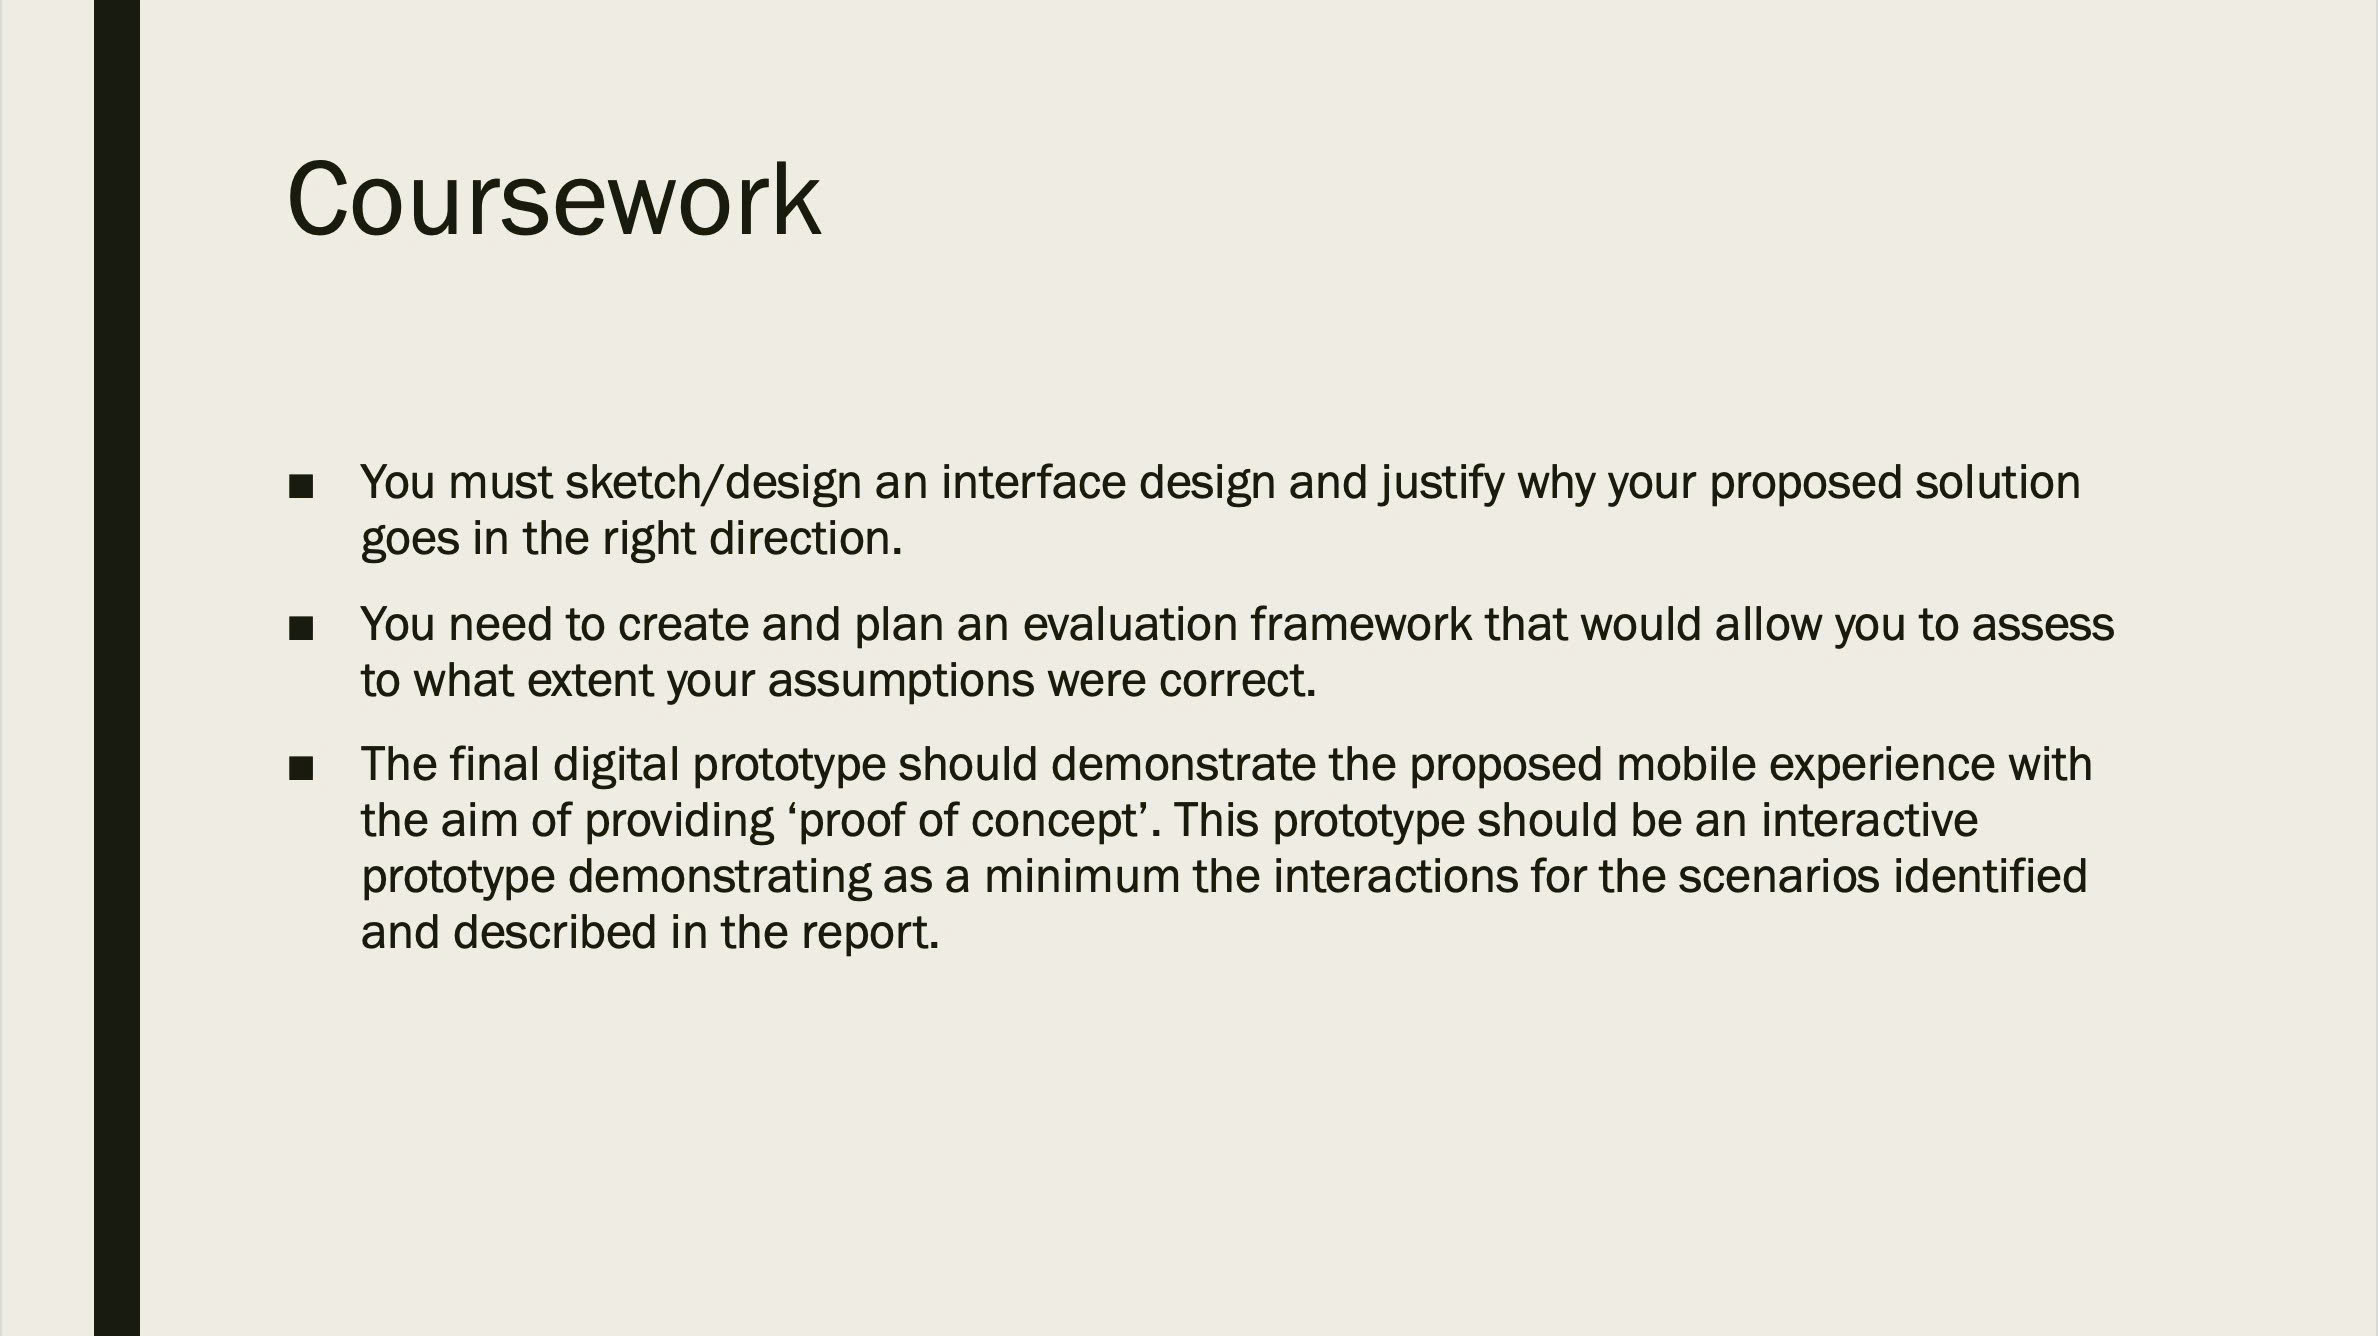 Coursework
■ You must sketch/design an interface design and justify why your proposed solution
goes in the right direction.
■ You need to create and plan an evaluation framework that would allow you to assess
to what extent your assumptions were correct.
■ The final digital prototype should demonstrate the proposed mobile experience with
the aim of providing ‘proof of concept’. This prototype should be an interactive
prototype demonstrating as a minimum the interactions for the scenarios identified
and described in the report.